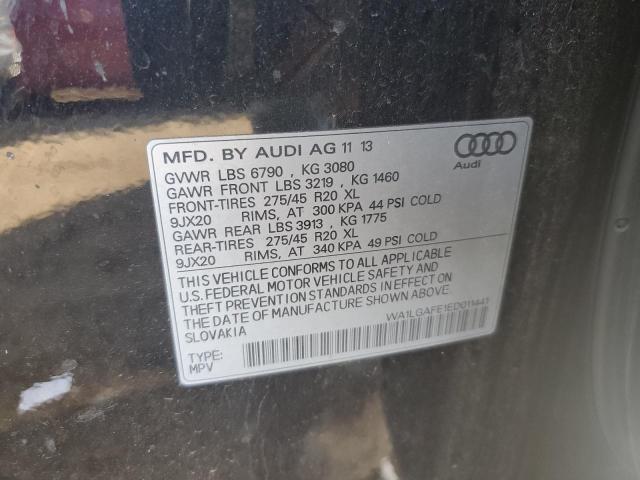 MFD. BY AUDI AG 11 13
Audi
GVWR LBS 6790 , KG 3080
GAWR FRONT LBS 3219 , KG 1460
FRONT-TIRES 275/45 R20 XL
9JX20 RIMS, AT 300 KPA 44 PSI COLD
GAWR REAR LBS 3913 , KG 1775
REAR-TIRES 275/45 R20 XL
9JX20 RIMS, AT 340 KPA 49 PSI COLD
THIS VEHICLE CONFORMS TO ALL APPLICABLE
U.S. FEDERAL MOTOR VEHICLE SAFETY AND
THEFT PREVENTION STANDARDS IN EFFECT ON
THE DATE OF MANUFACTURE SHOWN ABOVE.
SLOVAKIA
WA1LGAFE1ED011441
TYPE:
MPV